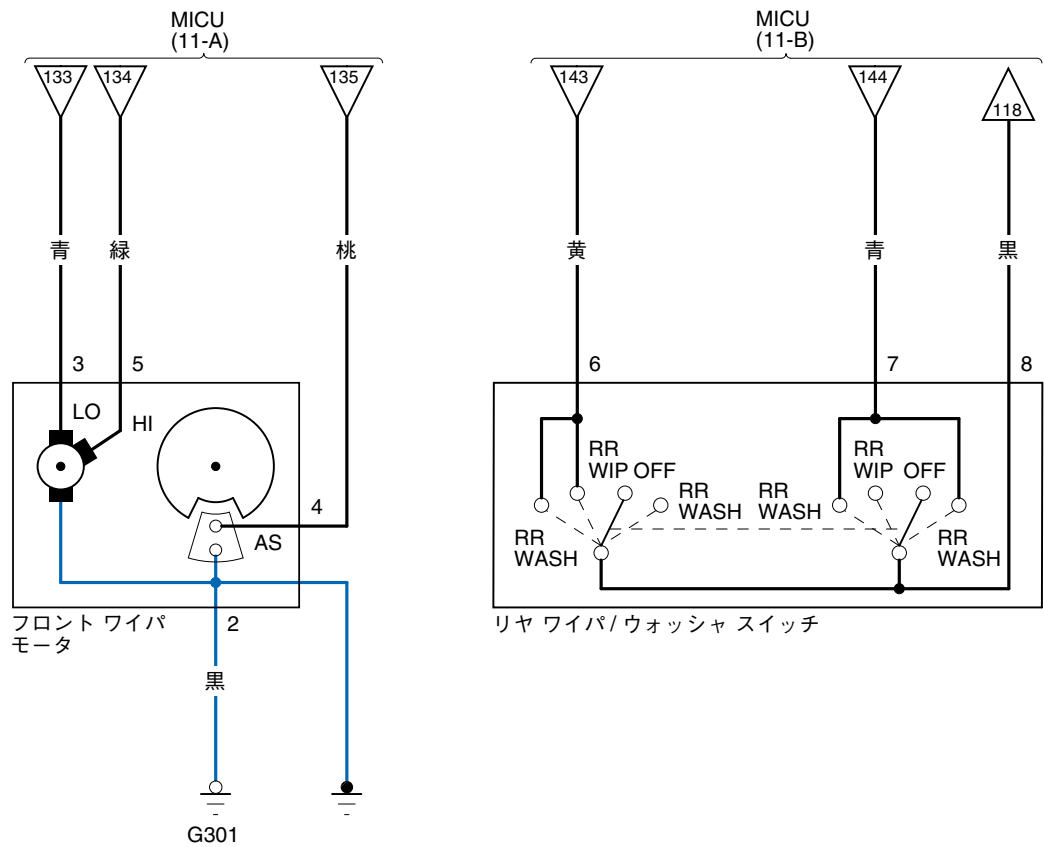 MICU
(11-A)
133
134
135
青
緑
桃
3
5
LO
HI
4
AS
フロント ワイパ
モータ
2
黒
G301
MICU
(11-B)
143
144
118
黄
青
黒
6
7
8
RR
WIP OFF
RR
WASH
RR
WASH
RR
WASH
RR
WIP OFF
RR
WASH
リヤ ワイパ / ウォッシャ スイッチ